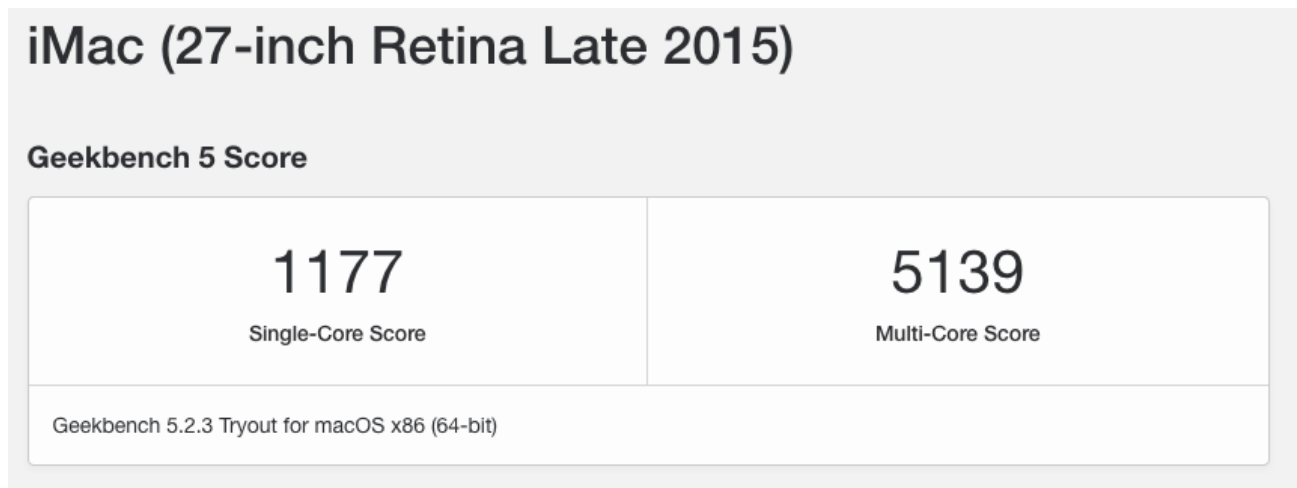 iMac (27-inch Retina Late 2015)
Geekbench 5 Score
1177
Single-Core Score
5139
Multi-Core Score
Geekbench 5.2.3 Tryout for macOS x86 (64-bit)